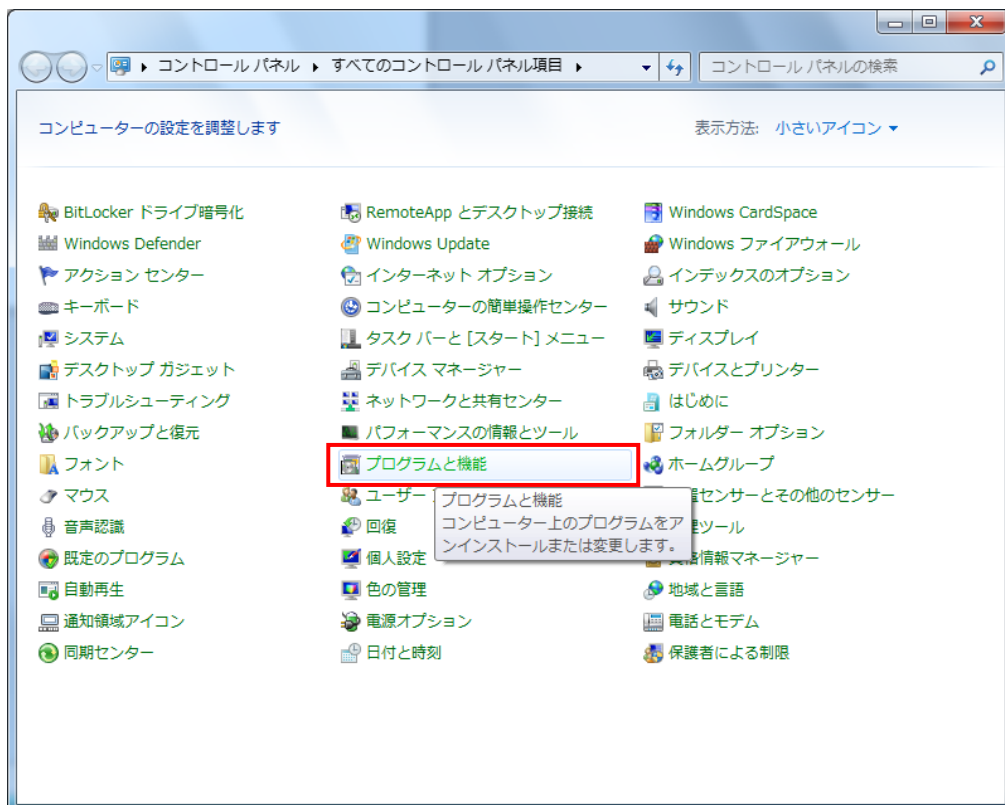 コントロール パネル ▸ すべてのコントロール パネル項目 ▸
コントロール パネルの検索
コンピューターの設定を調整します
表示方法: 小さいアイコン
BitLocker ドライブ暗号化
RemoteApp とデスクトップ接続
Windows CardSpace
Windows Defender
Windows Update
Windows ファイアウォール
アクション センター
インターネット オプション
インデックスのオプション
キーボード
コンピューターの簡単操作センター
サウンド
システム
タスク バーと [スタート] メニュー
ディスプレイ
デスクトップ ガジェット
デバイス マネージャー
デバイスとプリンター
トラブルシューティング
ネットワークと共有センター
はじめに
バックアップと復元
パフォーマンスの情報とツール
フォルダー オプション
フォント
プログラムと機能
ホームグループ
マウス
ユーザー
センサーとその他のセンサー
プログラムと機能
コンピューター上のプログラムをア
ンインストールまたは変更します。
音声認識
回復
ツール
既定のプログラム
個人設定
情報マネージャー
自動再生
色の管理
地域と言語
通知領域アイコン
電源オプション
電話とモデム
同期センター
日付と時刻
保護者による制限